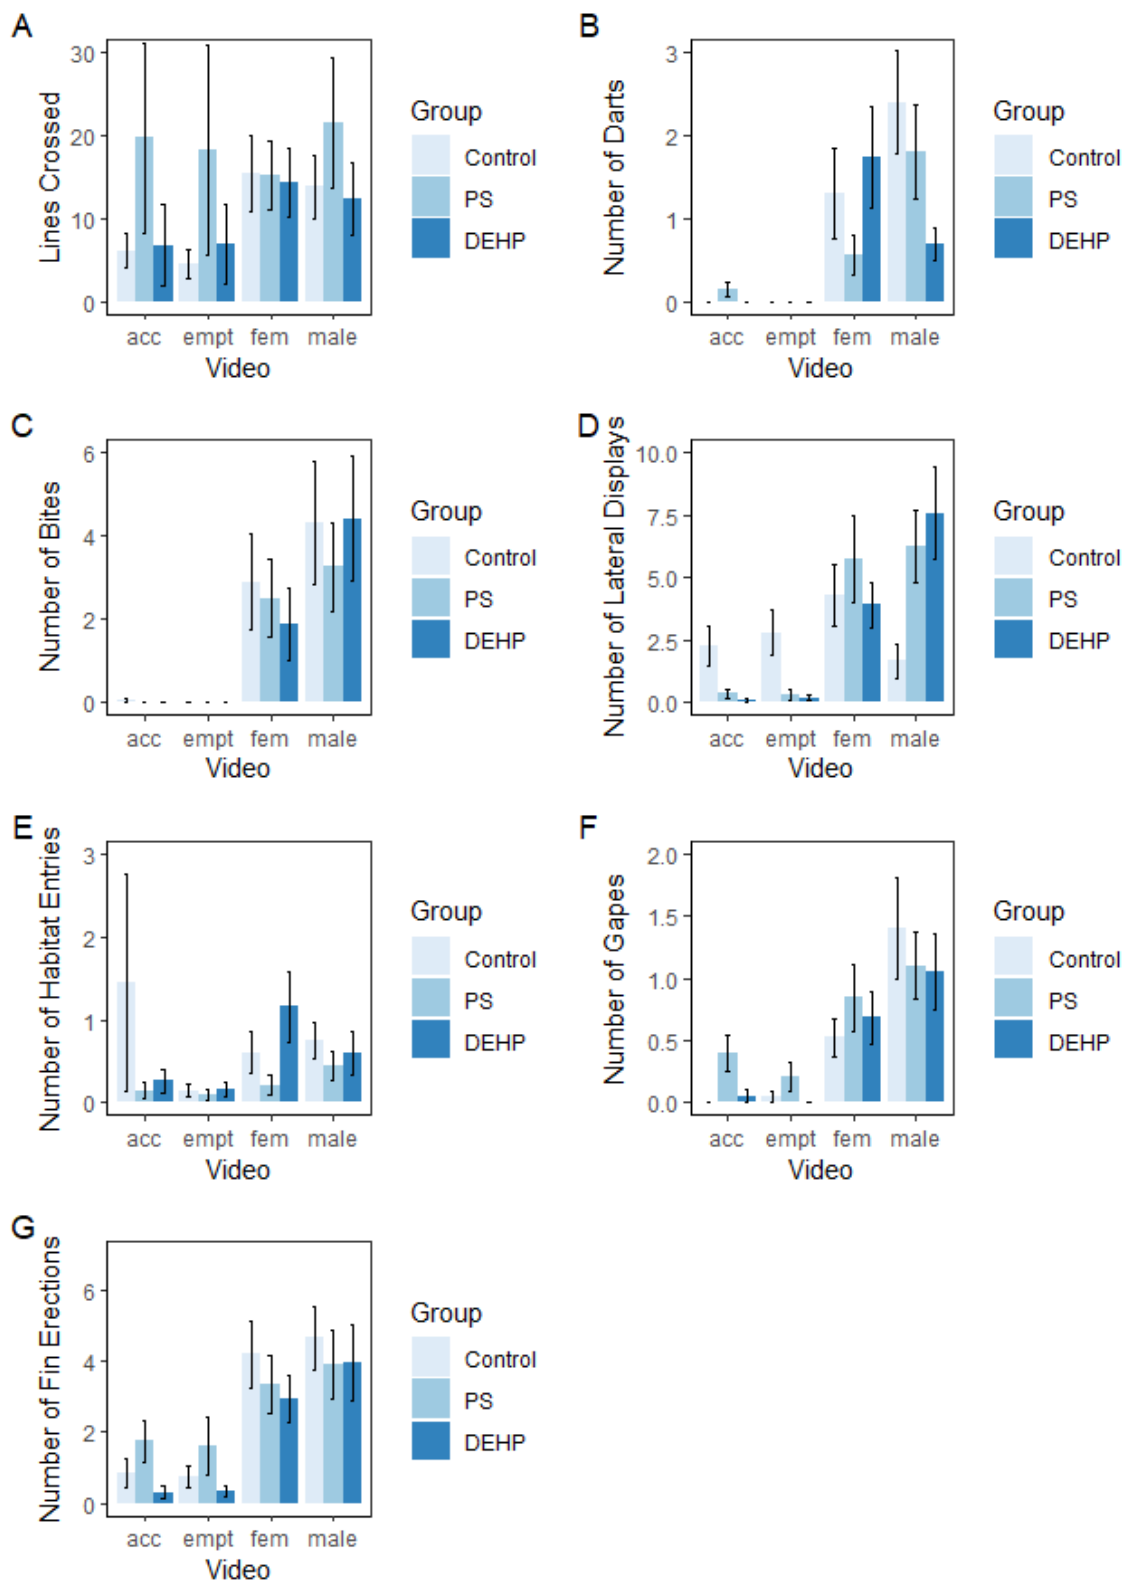 A
Lines Crossed
30
20
10
0
acc empt fem male
Video
Group
Control
PS
DEHP
B
Number of Darts
3
2
1
0
acc empt fem male
Video
Group
Control
PS
DEHP
C
Number of Bites
6
4
2
0
acc empt fem male
Video
Group
Control
PS
DEHP
D
Number of Lateral Displays
10.0
7.5
5.0
2.5
0.0
acc empt fem male
Video
Group
Control
PS
DEHP
E
Number of Habitat Entries
3
2
1
0
acc empt fem male
Video
Group
Control
PS
DEHP
F
Number of Gapes
2.0
1.5
1.0
0.5
0.0
acc empt fem male
Video
Group
Control
PS
DEHP
G
Number of Fin Erections
6
4
2
0
acc empt fem male
Video
Group
Control
PS
DEHP